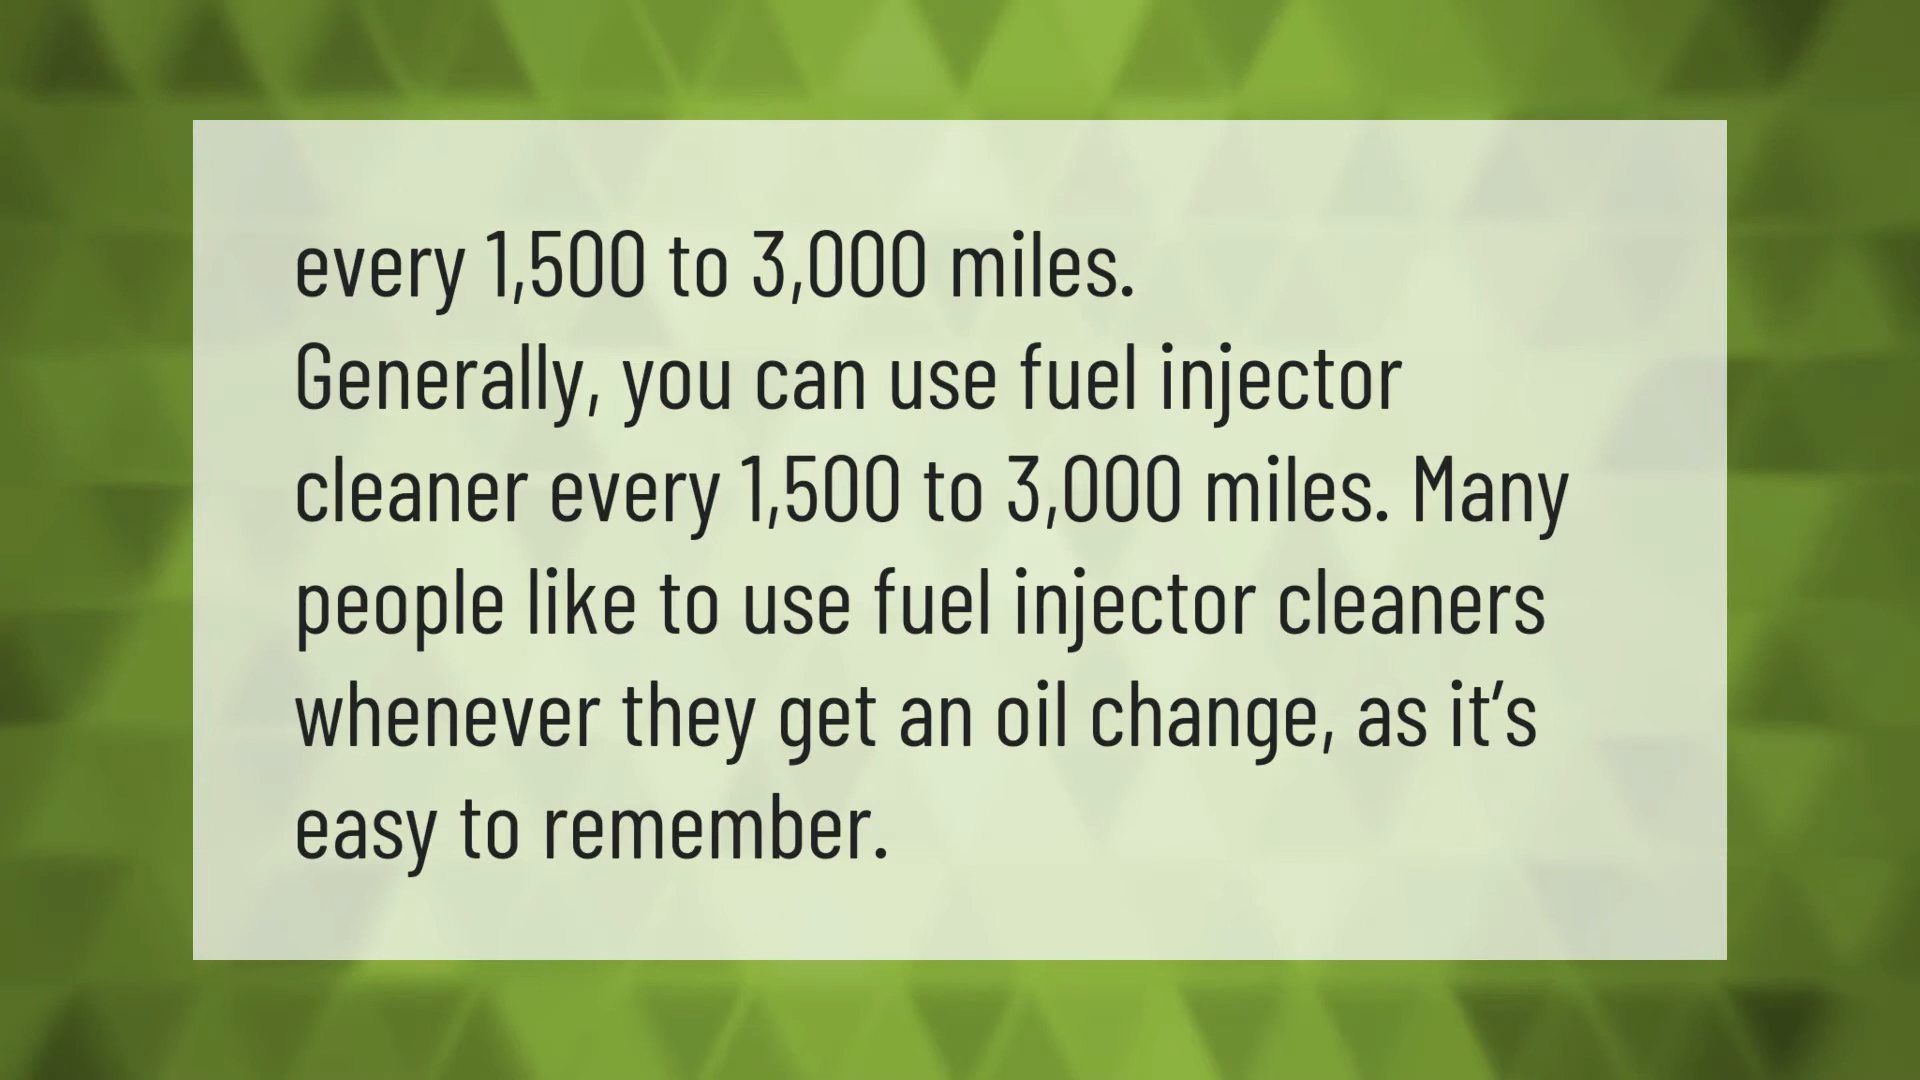 every 1,500 to 3,000 miles.
Generally, you can use fuel injector
cleaner every 1,500 to 3,000 miles. Many
people like to use fuel injector cleaners
whenever they get an oil change, as it’s
easy to remember.